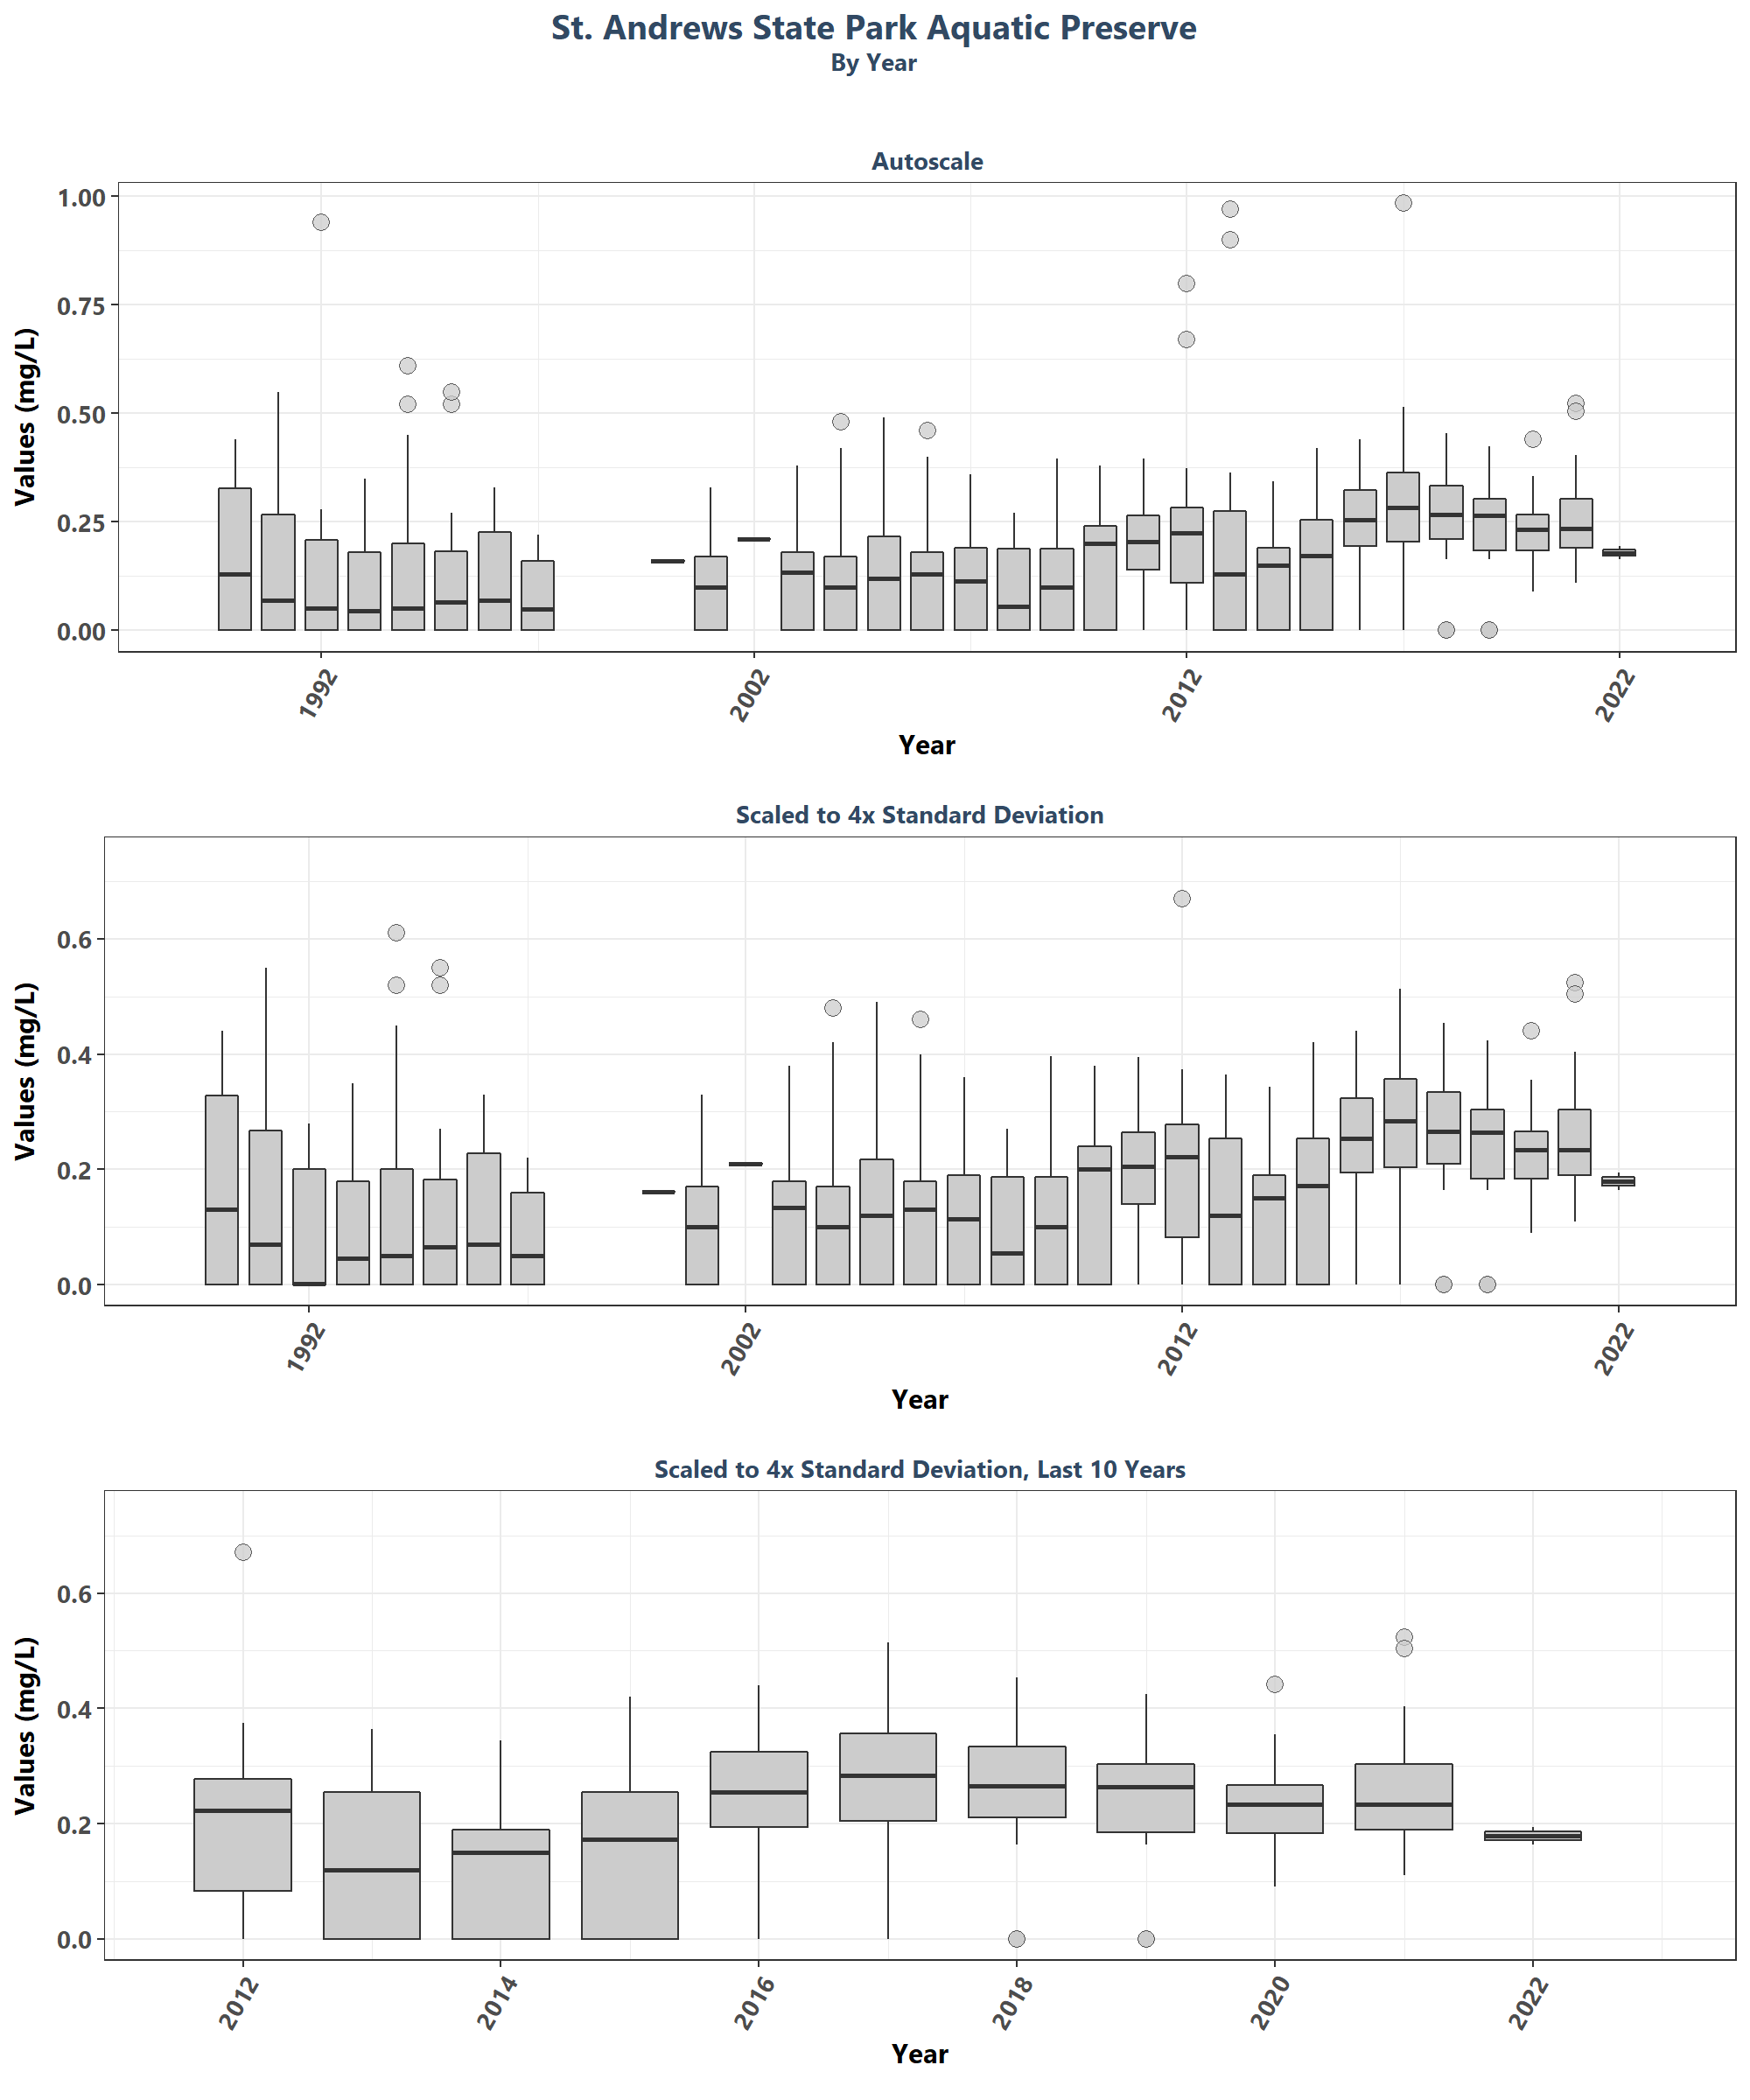 St. Andrews State Park Aquatic Preserve
By Year
Autoscale
Values (mg/L)
1.00
0.75
0.50
0.25
0.00
1992
2002
2012
2022
Year
Scaled to 4x Standard Deviation
Values (mg/L)
0.6
0.4
0.2
0.0
1992
2002
2012
2022
Year
Scaled to 4x Standard Deviation, Last 10 Years
Values (mg/L)
0.6
0.4
0.2
0.0
2012
2014
2016
2018
2020
2022
Year